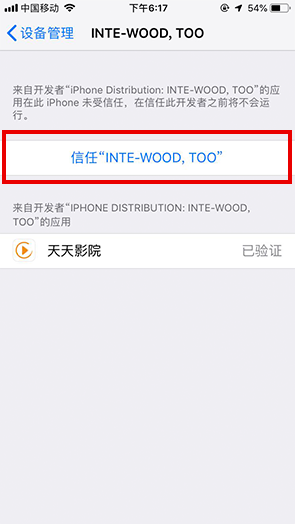 中国移动 下午6:17 54%
设备管理 INTE-WOOD, TOO
来自开发者“iPhone Distribution: INTE-WOOD, TOO”的应
用在此 iPhone 未受信任，在信任此开发者之前将不会运
行。
信任“INTE-WOOD, TOO”
来自开发者“IPHONE DISTRIBUTION: INTE-WOOD,
TOO”的应用
天天影院 已验证